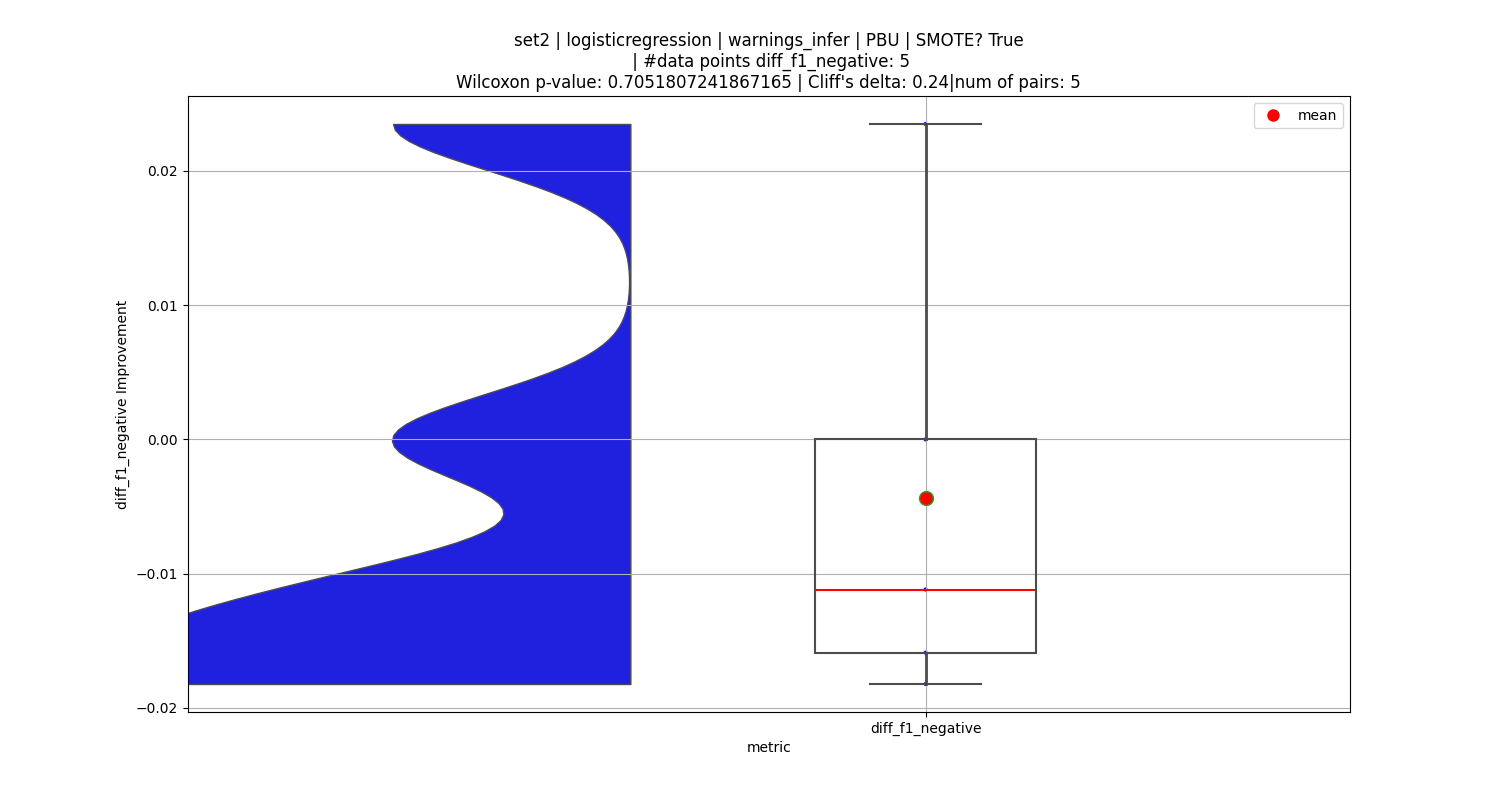 set2 | logisticregression | warnings_infer | PBU | SMOTE? True
| #data points diff_f1_negative: 5
Wilcoxon p-value: 0.7051807241867165 | Cliff's delta: 0.24|num of pairs: 5
mean
0.02
0.01
0.00
−0.01
−0.02
diff_f1_negative Improvement
diff_f1_negative
metric